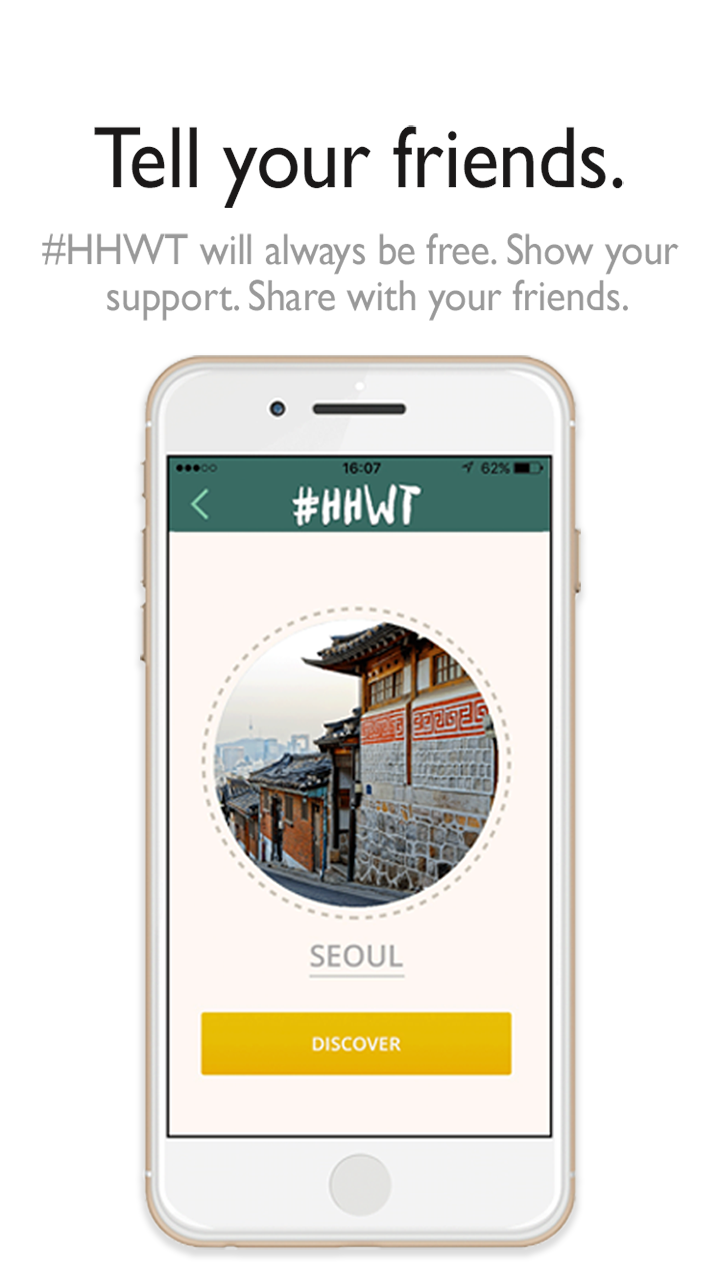 Tell your friends.
#HHWT will always be free. Show your
support. Share with your friends.
16:07
62%
#HHWT
SEOUL
DISCOVER